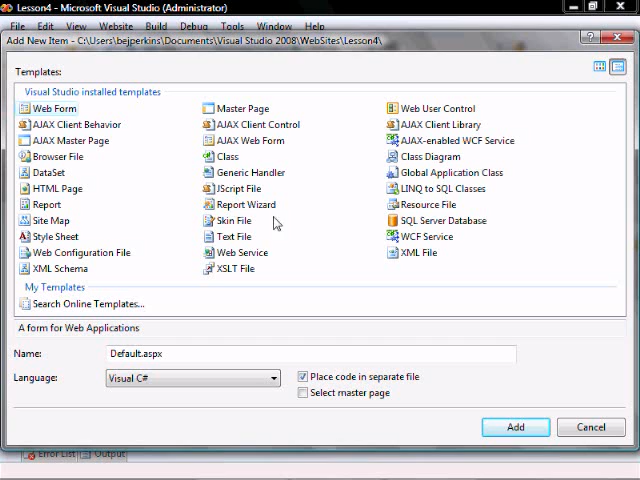 Lesson4 - Microsoft Visual Studio (Administrator)
File Edit View Website Build Debug Tools Window Help
Add New Item - C:\Users\bejperkins\Documents\Visual Studio 2008\WebSites\Lesson4\
Templates:
Visual Studio installed templates
Web Form Master Page Web User Control
AJAX Client Behavior AJAX Client Control AJAX Client Library
AJAX Master Page AJAX Web Form AJAX-enabled WCF Service
Browser File Class Class Diagram
DataSet Generic Handler Global Application Class
HTML Page JScript File LINQ to SQL Classes
Report Report Wizard Resource File
Site Map Skin File SQL Server Database
Style Sheet Text File WCF Service
Web Configuration File Web Service XML File
XML Schema XSLT File
My Templates
Search Online Templates...
A form for Web Applications
Name: Default.aspx
Language: Visual C# Place code in separate file
Select master page
Add Cancel
Error List Output